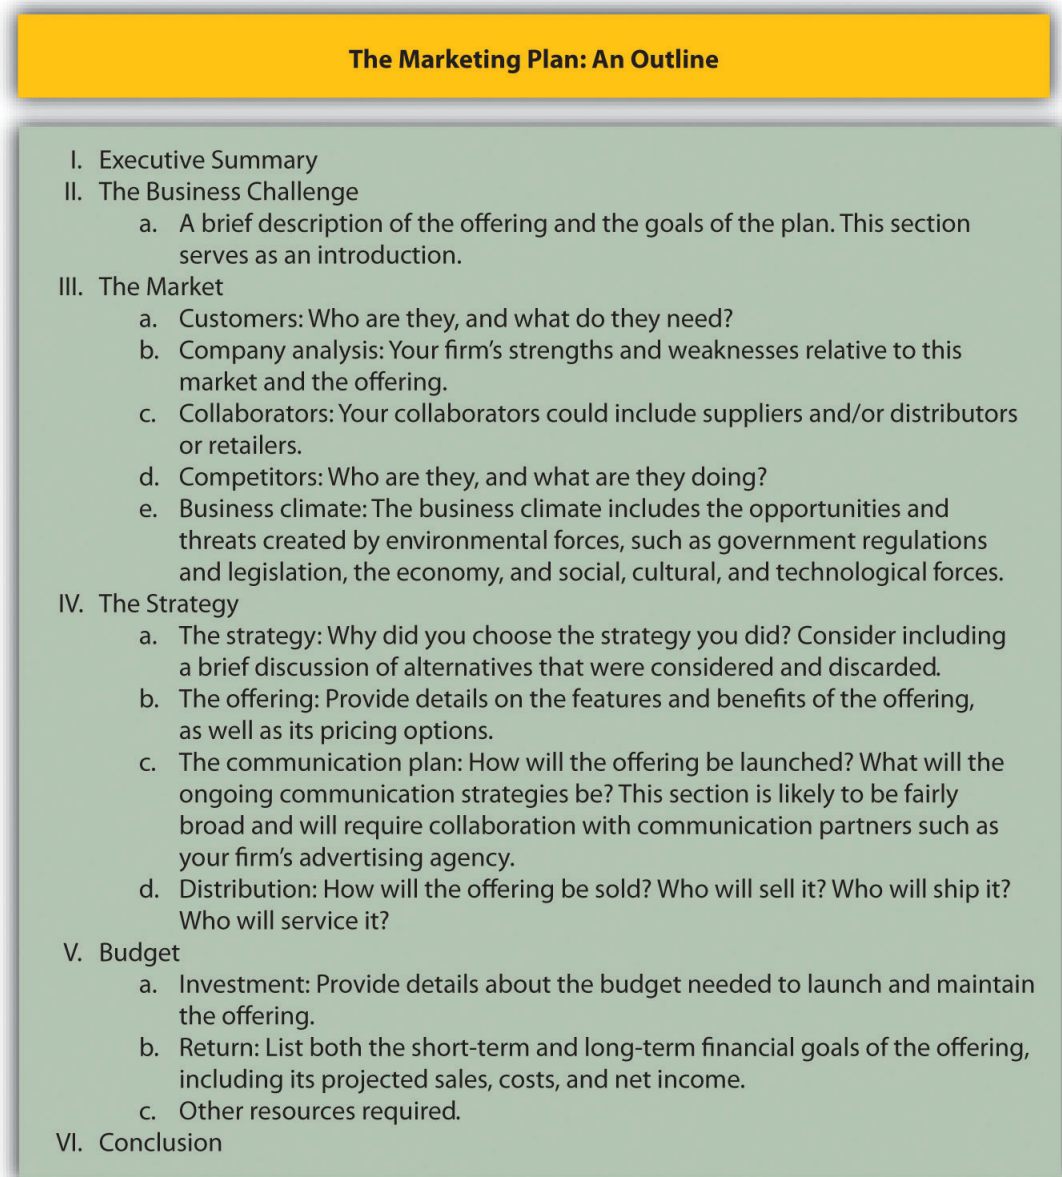 The Marketing Plan: An Outline
I. Executive Summary
II. The Business Challenge
a. A brief description of the offering and the goals of the plan. This section
serves as an introduction.
III. The Market
a. Customers: Who are they, and what do they need?
b. Company analysis: Your firm’s strengths and weaknesses relative to this
market and the offering.
c. Collaborators: Your collaborators could include suppliers and/or distributors
or retailers.
d. Competitors: Who are they, and what are they doing?
e. Business climate: The business climate includes the opportunities and
threats created by environmental forces, such as government regulations
and legislation, the economy, and social, cultural, and technological forces.
IV. The Strategy
a. The strategy: Why did you choose the strategy you did? Consider including
a brief discussion of alternatives that were considered and discarded.
b. The offering: Provide details on the features and benefits of the offering,
as well as its pricing options.
c. The communication plan: How will the offering be launched? What will the
ongoing communication strategies be? This section is likely to be fairly
broad and will require collaboration with communication partners such as
your firm’s advertising agency.
d. Distribution: How will the offering be sold? Who will sell it? Who will ship it?
Who will service it?
V. Budget
a. Investment: Provide details about the budget needed to launch and maintain
the offering.
b. Return: List both the short-term and long-term financial goals of the offering,
including its projected sales, costs, and net income.
c. Other resources required.
VI. Conclusion